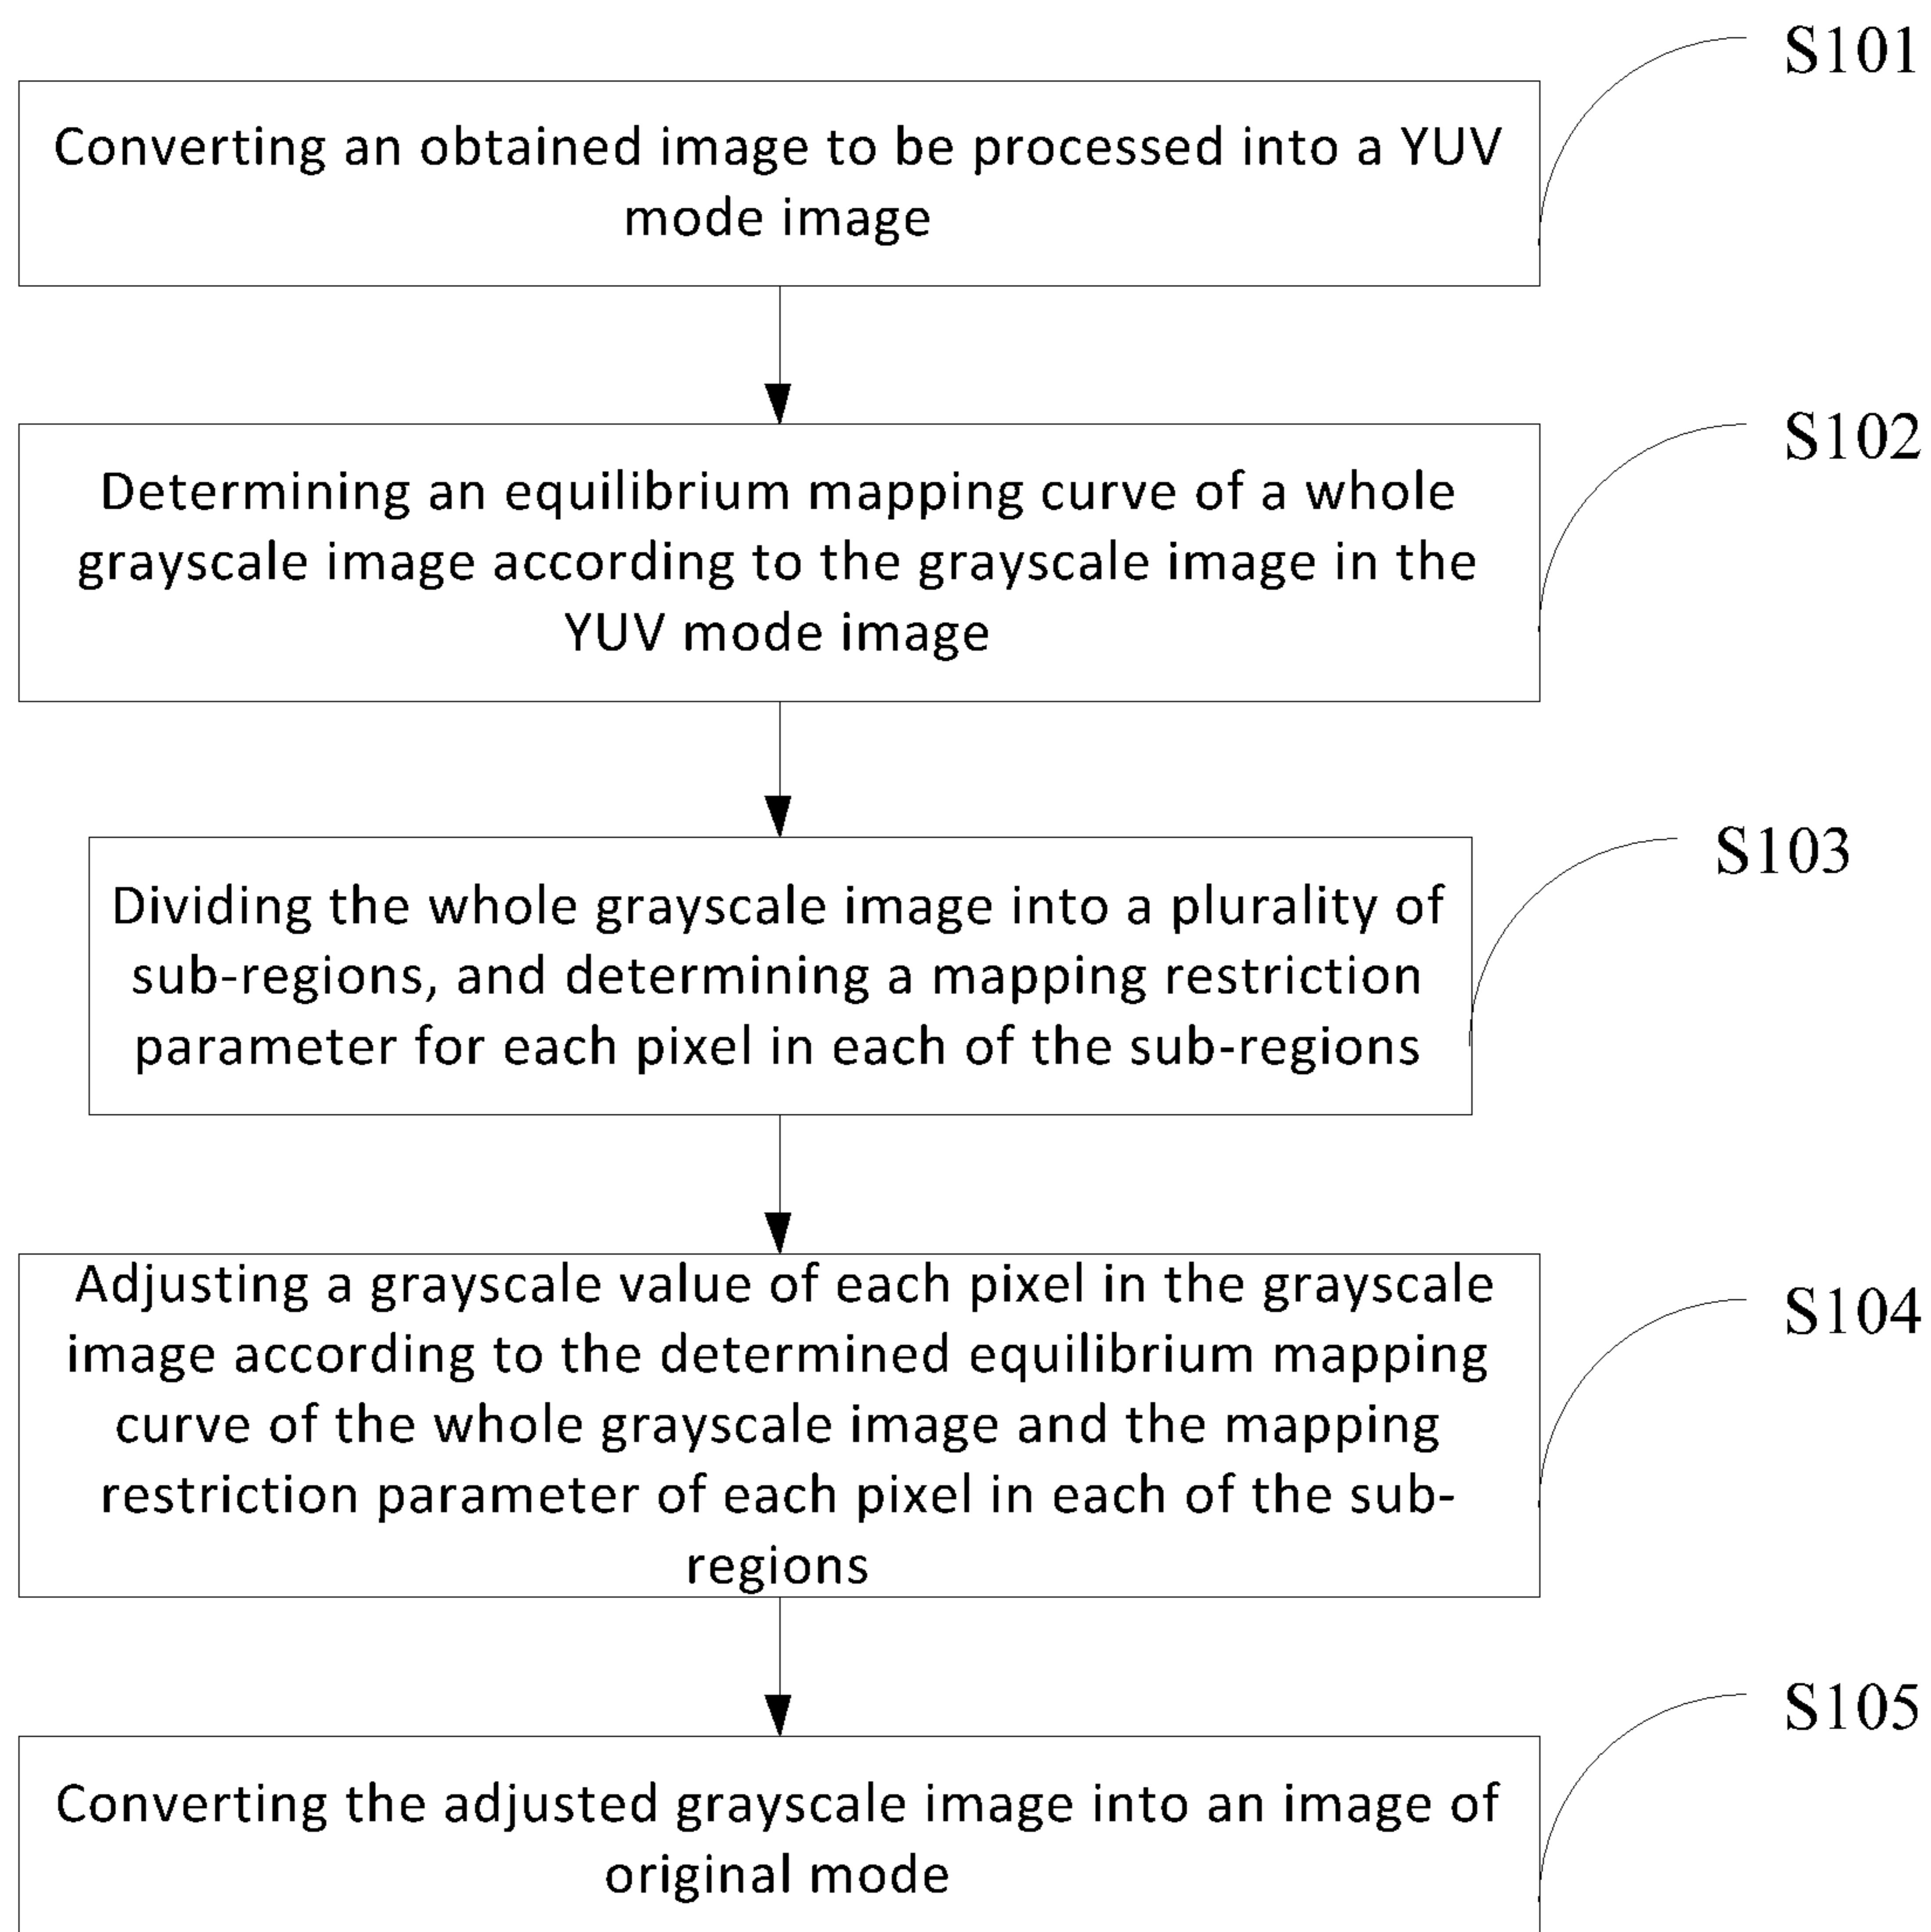 S101
Converting an obtained image to be processed into a YUV
mode image
S102
Determining an equilibrium mapping curve of a whole
grayscale image according to the grayscale image in the
YUV mode image
S103
Dividing the whole grayscale image into a plurality of
sub-regions, and determining a mapping restriction
parameter for each pixel in each of the sub-regions
S104
Adjusting a grayscale value of each pixel in the grayscale
image according to the determined equilibrium mapping
curve of the whole grayscale image and the mapping
restriction parameter of each pixel in each of the sub-
regions
S105
Converting the adjusted grayscale image into an image of
original mode